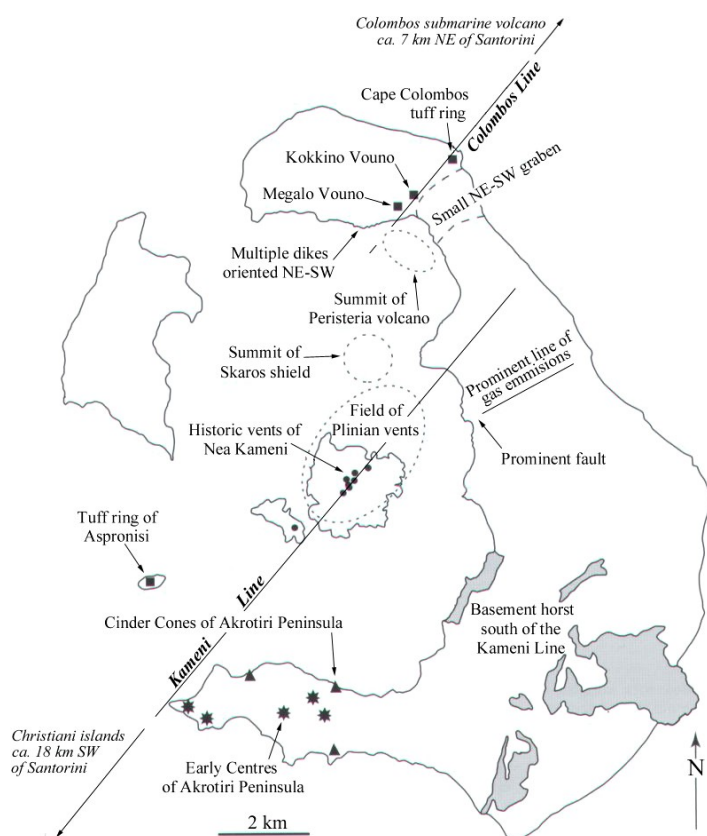 Colombos submarine volcano
ca. 7 km NE of Santorini
Colombos Line
Cape Colombos
tuff ring
Kokkino Vouno
Megalo Vouno
Small NE-SW graben
Multiple dikes
oriented NE-SW
Summit of
Peristeria volcano
Summit of
Skaros shield
Prominent line of
gas emmisions
Field of
Plinian vents
Historic vents of
Nea Kameni
Prominent fault
Tuff ring of
Aspronisi
Kameni Line
Cinder Cones of Akrotiri Peninsula
Basement horst
south of the
Kameni Line
Christiani islands
ca. 18 km SW
of Santorini
Early Centres
of Akrotiri Peninsula
N
2 km